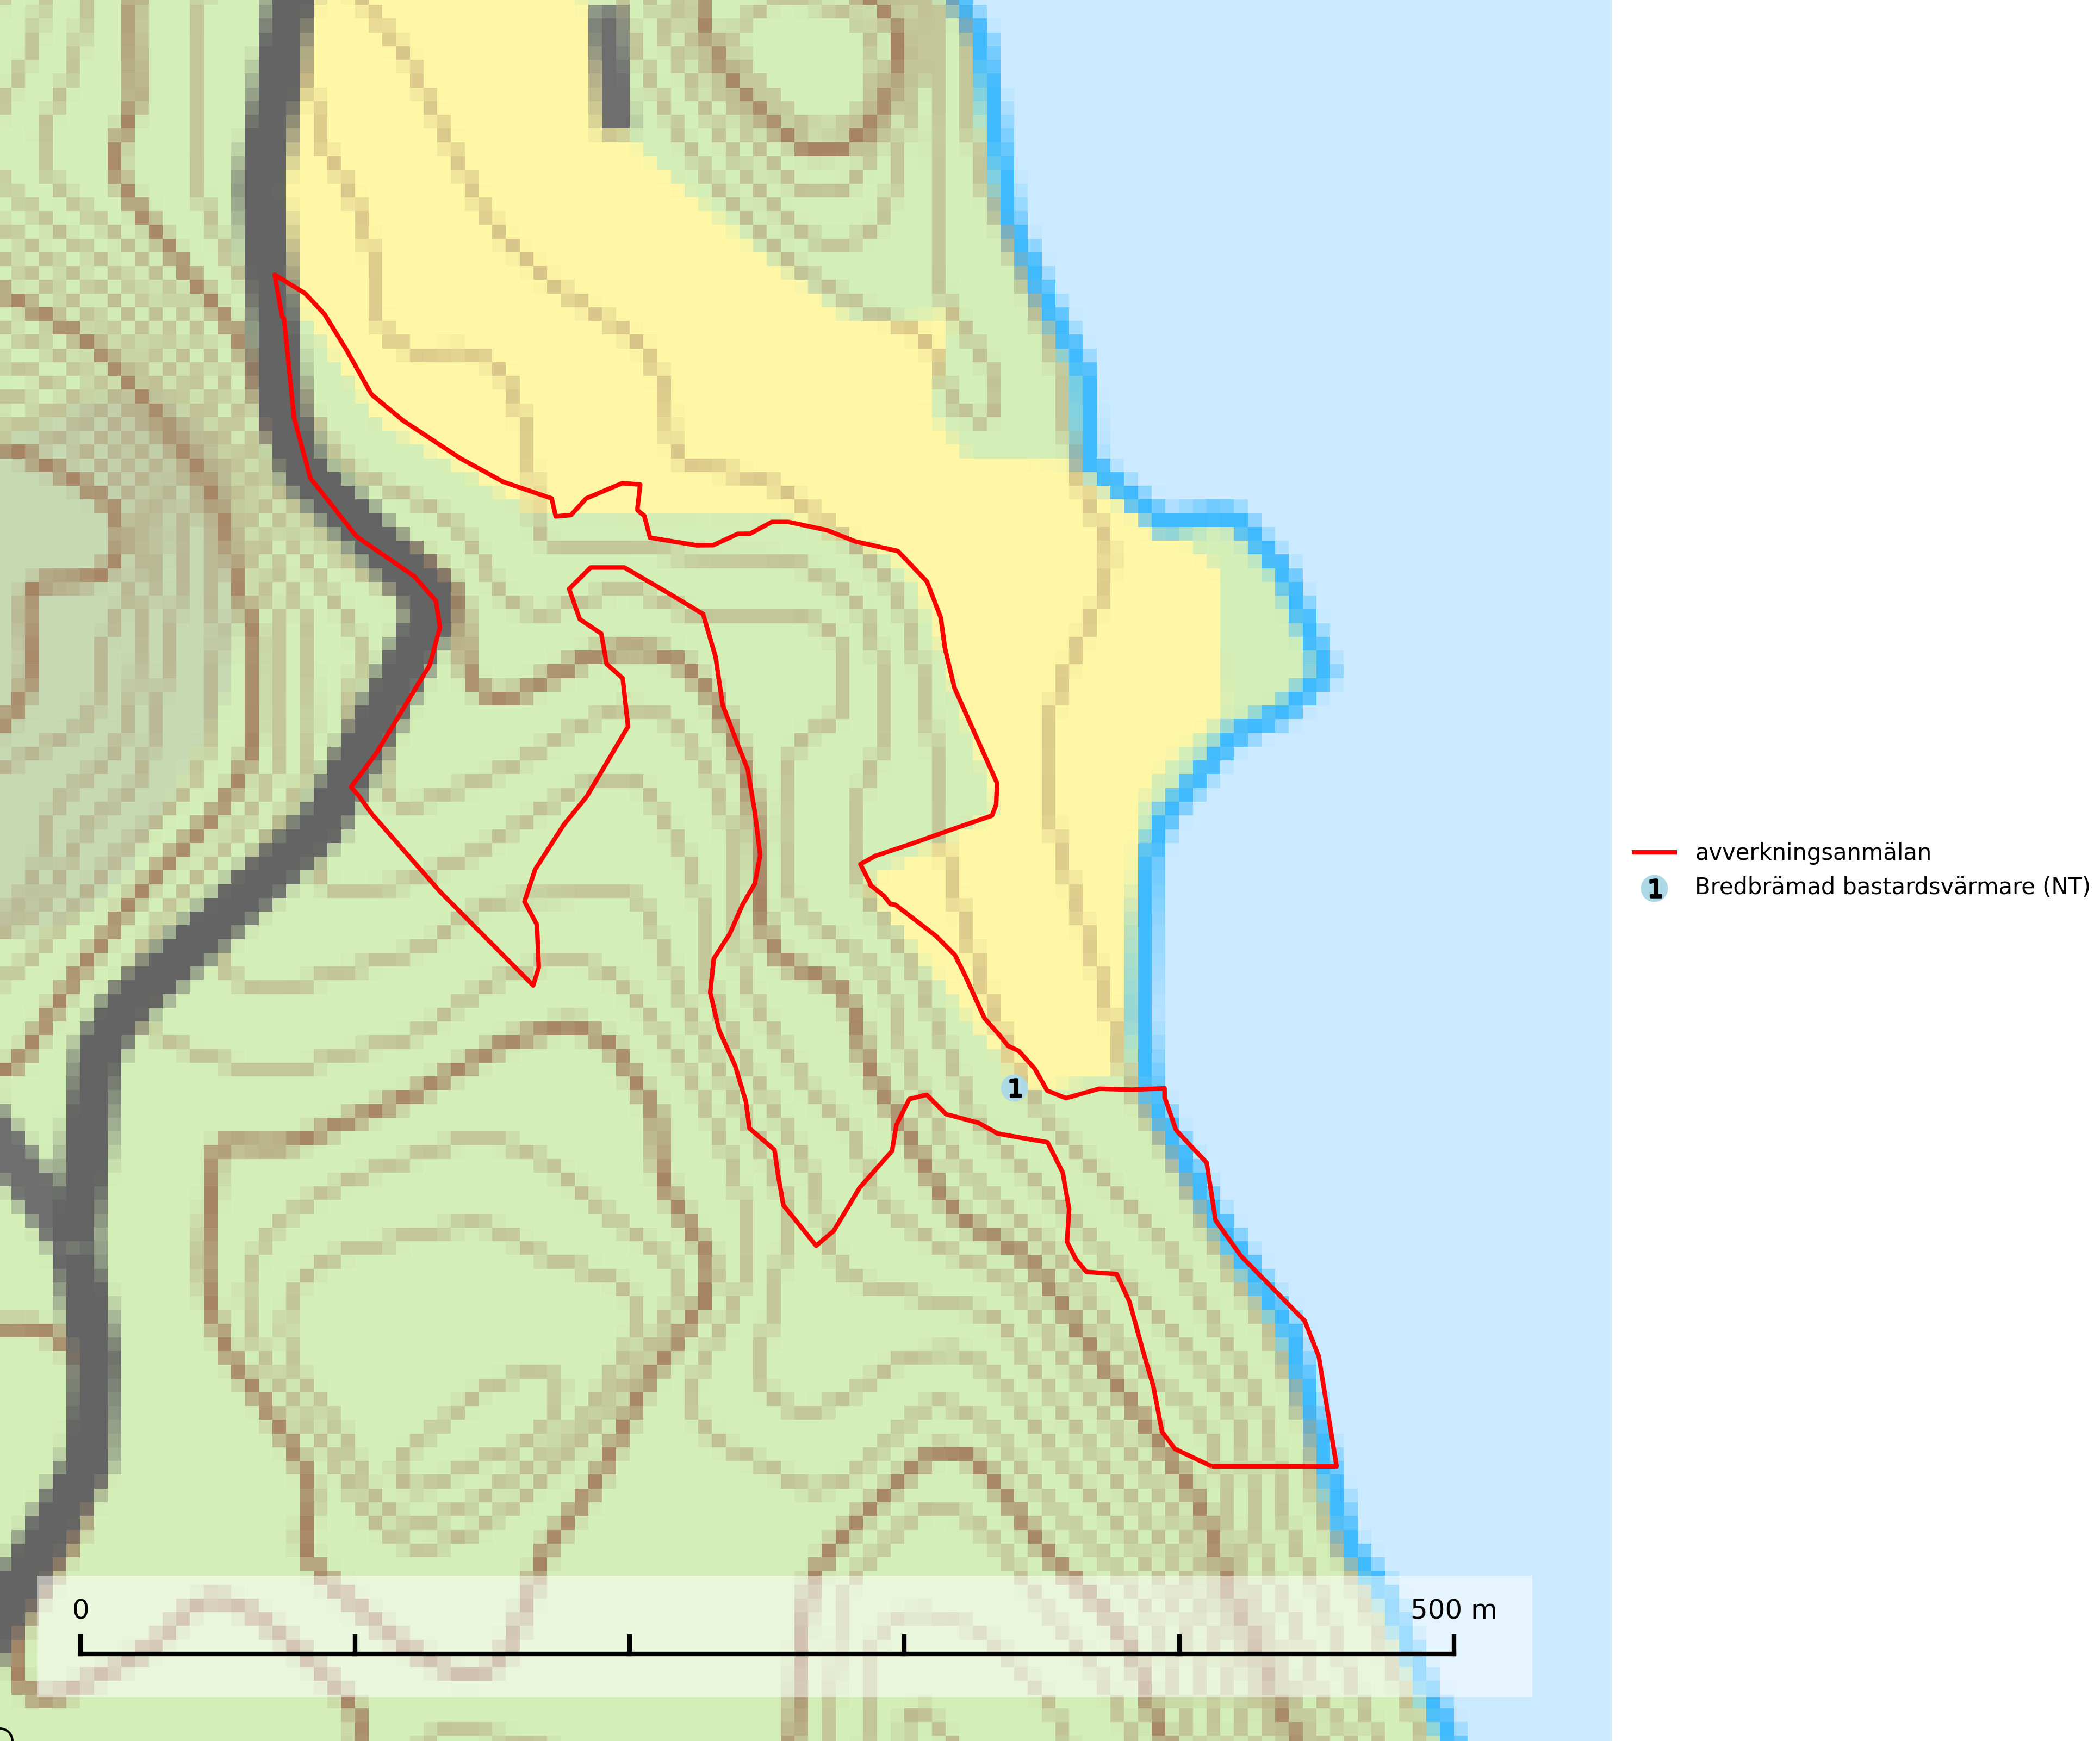 avverkningsanmälan
1 Bredbrämad bastardsvärmare (NT)
1
0 500 m